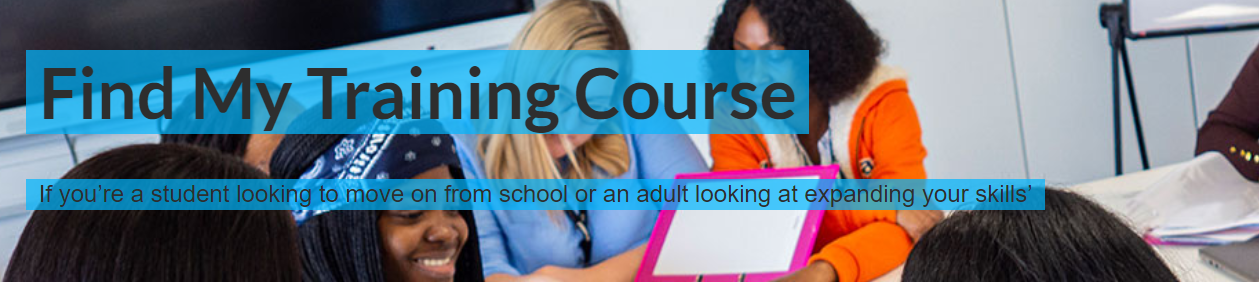 Find My Training Course
If you’re a student looking to move on from school or an adult looking at expanding your skills’